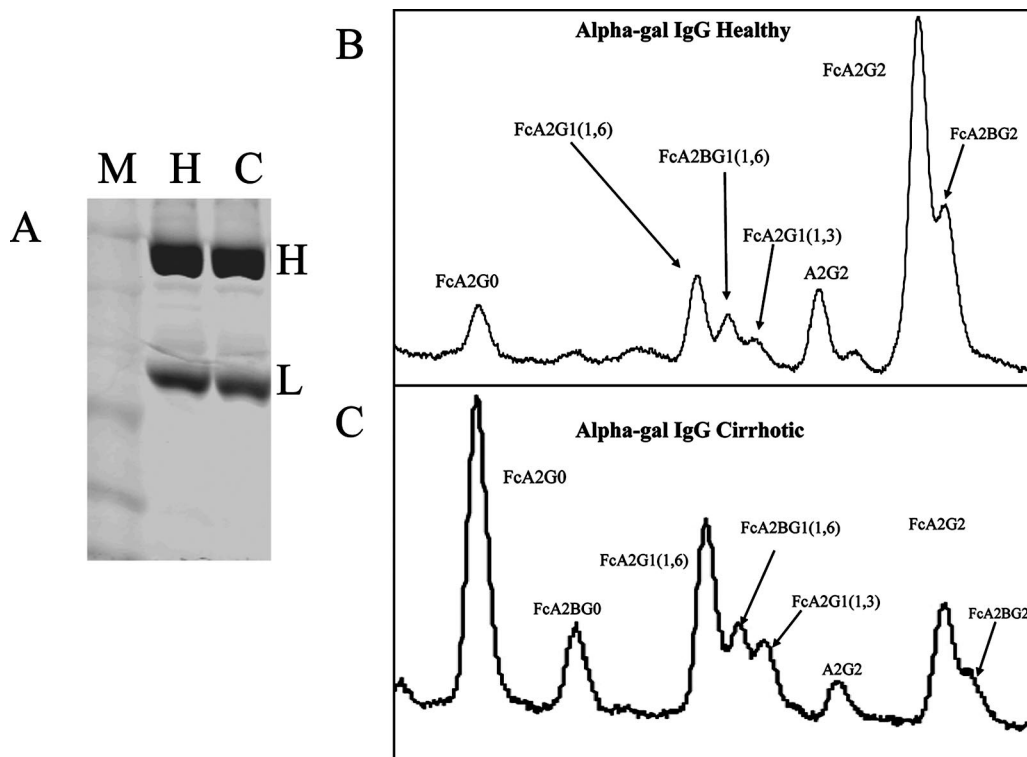 A
M H C
H
L
B
Alpha-gal IgG Healthy
FcA2G2
FcA2G1(1,6)
FcA2BG1(1,6)
FcA2BG2
FcA2G1(1,3)
FcA2G0
A2G2
C
Alpha-gal IgG Cirrhotic
FcA2G0
FcA2G2
FcA2BG1(1,6)
FcA2G1(1,6)
FcA2G1(1,3)
FcA2BG0
FcA2BG2
A2G2